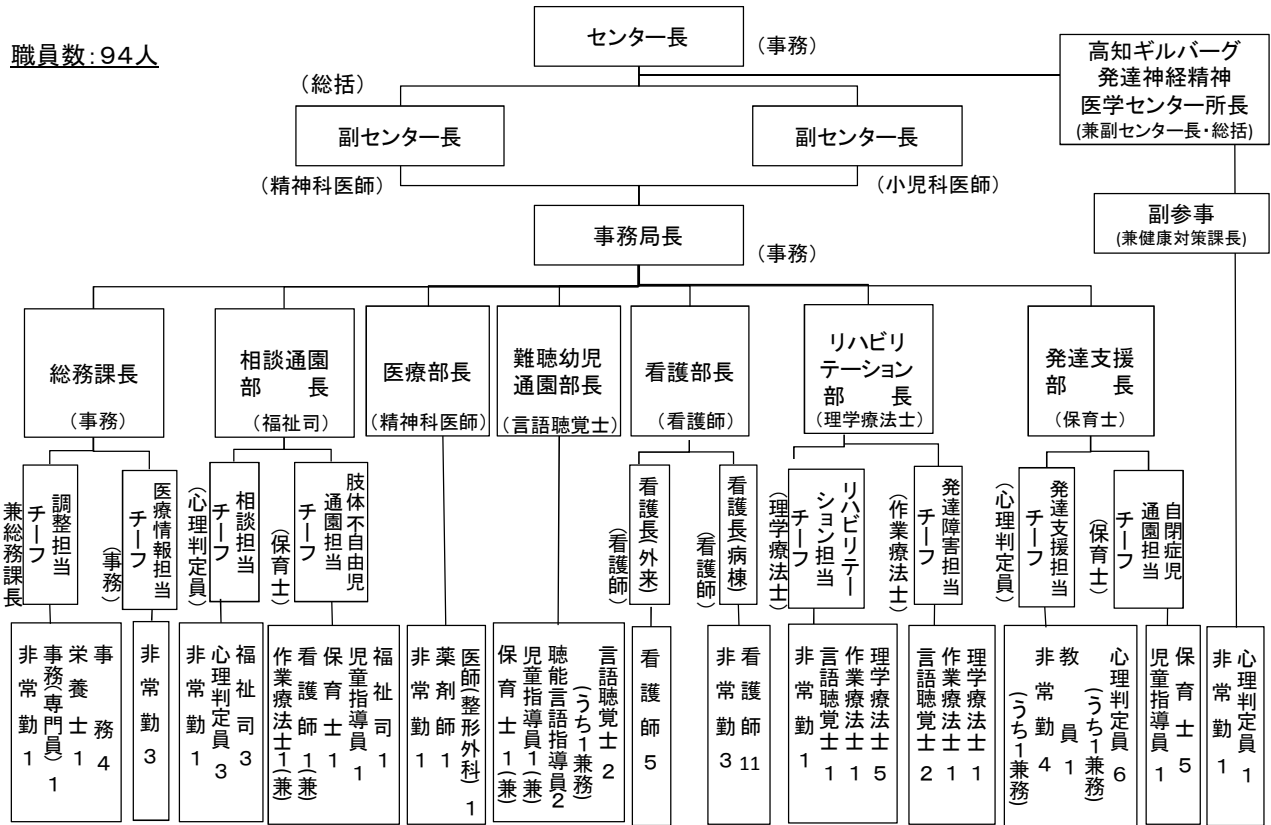 職員数：94人
センター長
（事務）
高知ギルバーグ
発達神経精神
医学センター所長
(兼副センター長・総括)
（総括）
副センター長
（精神科医師）
副センター長
（小児科医師）
副参事
(兼健康対策課長)
事務局長
（事務）
総務課長
（事務）
相談通園
部　長
（福祉司）
医療部長
（精神科医師）
難聴幼児
通園部長
（言語聴覚士）
看護部長
（看護師）
リハビリ
テーション
部　長
（理学療法士）
発達支援
部　長
（保育士）
調整担当
チーフ
兼総務課長
医療情報担当
チーフ
（事務）
相談担当
チーフ
（心理判定員）
肢体不自由児
通園担当
チーフ
（保育士）
看護長（外来）
（看護師）
看護長（病棟）
（看護師）
リハビリテー
ション担当
チーフ
（理学療法士）
発達障害担当
チーフ
（作業療法士）
発達支援担当
チーフ
（心理判定員）
自閉症児
通園担当
チーフ
（保育士）
事務 4
栄養士 1
事務（専門員） 1
非常勤 1
非常勤 3
福祉司 3
心理判定員 3
非常勤 1
福祉司 1
児童指導員 1
保育士 1
看護師 1（兼）
作業療法士1（兼）
医師（整形外科） 1
薬剤師 1
非常勤 1
言語聴覚士 2
（うち1兼務）
聴能言語指導員2
児童指導員1（兼）
保育士 1（兼）
看護師 5
看護師 11
非常勤 3
理学療法士 5
作業療法士 1
言語聴覚士 1
非常勤 1
理学療法士 1
作業療法士 1
言語聴覚士 2
心理判定員 6
（うち1兼務）
教員 1
非常勤 4
（うち1兼務）
保育士 5
児童指導員 1
心理判定員 1
非常勤 1